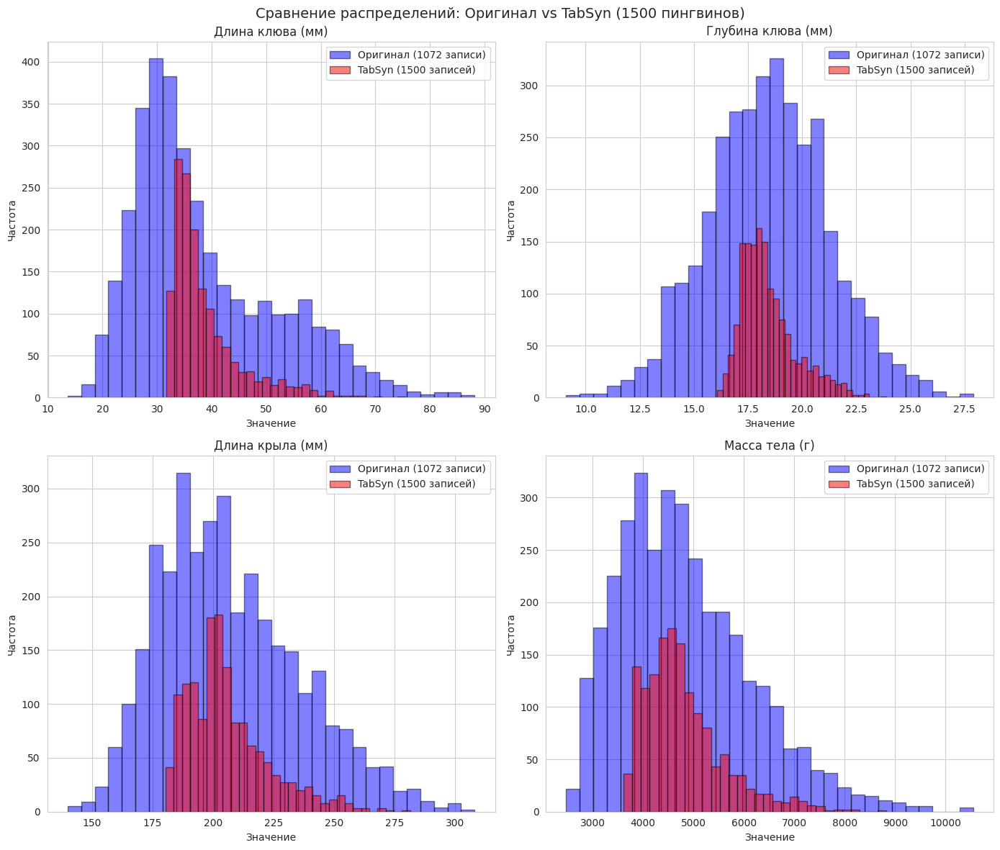 Сравнение распределений: Оригинал vs TabSyn (1500 пингвинов)
Длина клюва (мм)
Оригинал (1072 записи)
TabSyn (1500 записей)
Частота
400
350
300
250
200
150
100
50
0
10 20 30 40 50 60 70 80 90
Значение
Глубина клюва (мм)
Оригинал (1072 записи)
TabSyn (1500 записей)
Частота
300
250
200
150
100
50
0
10.0 12.5 15.0 17.5 20.0 22.5 25.0 27.5
Значение
Длина крыла (мм)
Оригинал (1072 записи)
TabSyn (1500 записей)
Частота
300
250
200
150
100
50
0
150 175 200 225 250 275 300
Значение
Масса тела (г)
Оригинал (1072 записи)
TabSyn (1500 записей)
Частота
300
250
200
150
100
50
0
3000 4000 5000 6000 7000 8000 9000 10000
Значение